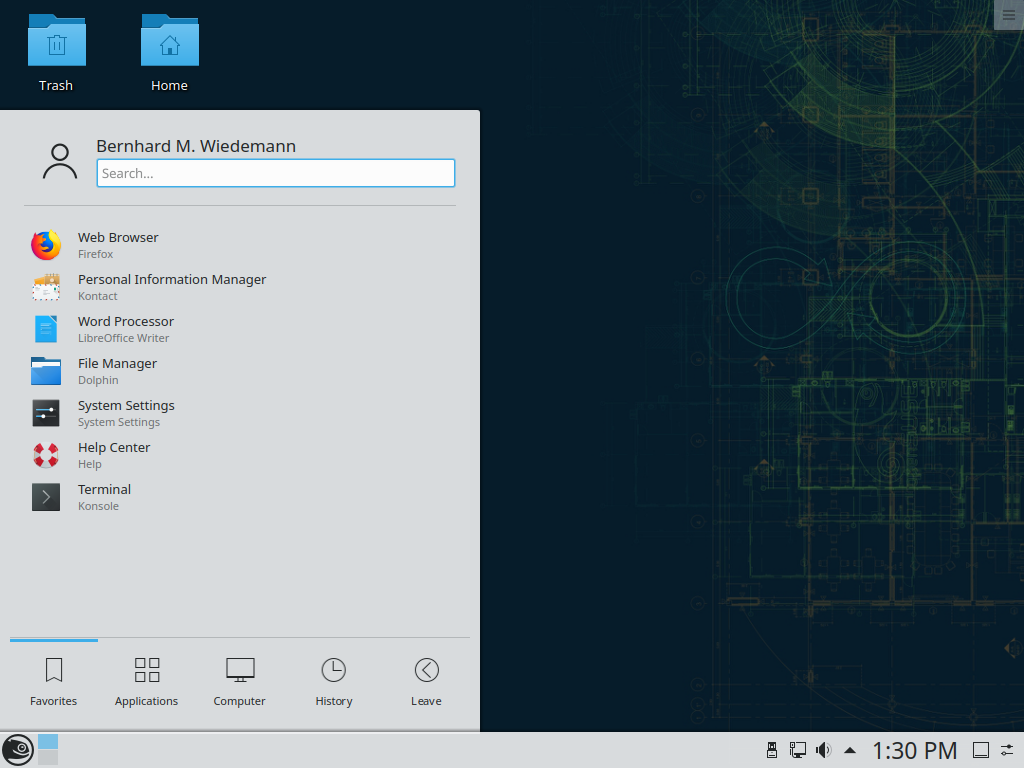 Trash
Home
Bernhard M. Wiedemann
Search...
Web Browser
Firefox
Personal Information Manager
Kontact
Word Processor
LibreOffice Writer
File Manager
Dolphin
System Settings
System Settings
Help Center
Help
Terminal
Konsole
Favorites
Applications
Computer
History
Leave
1:30 PM